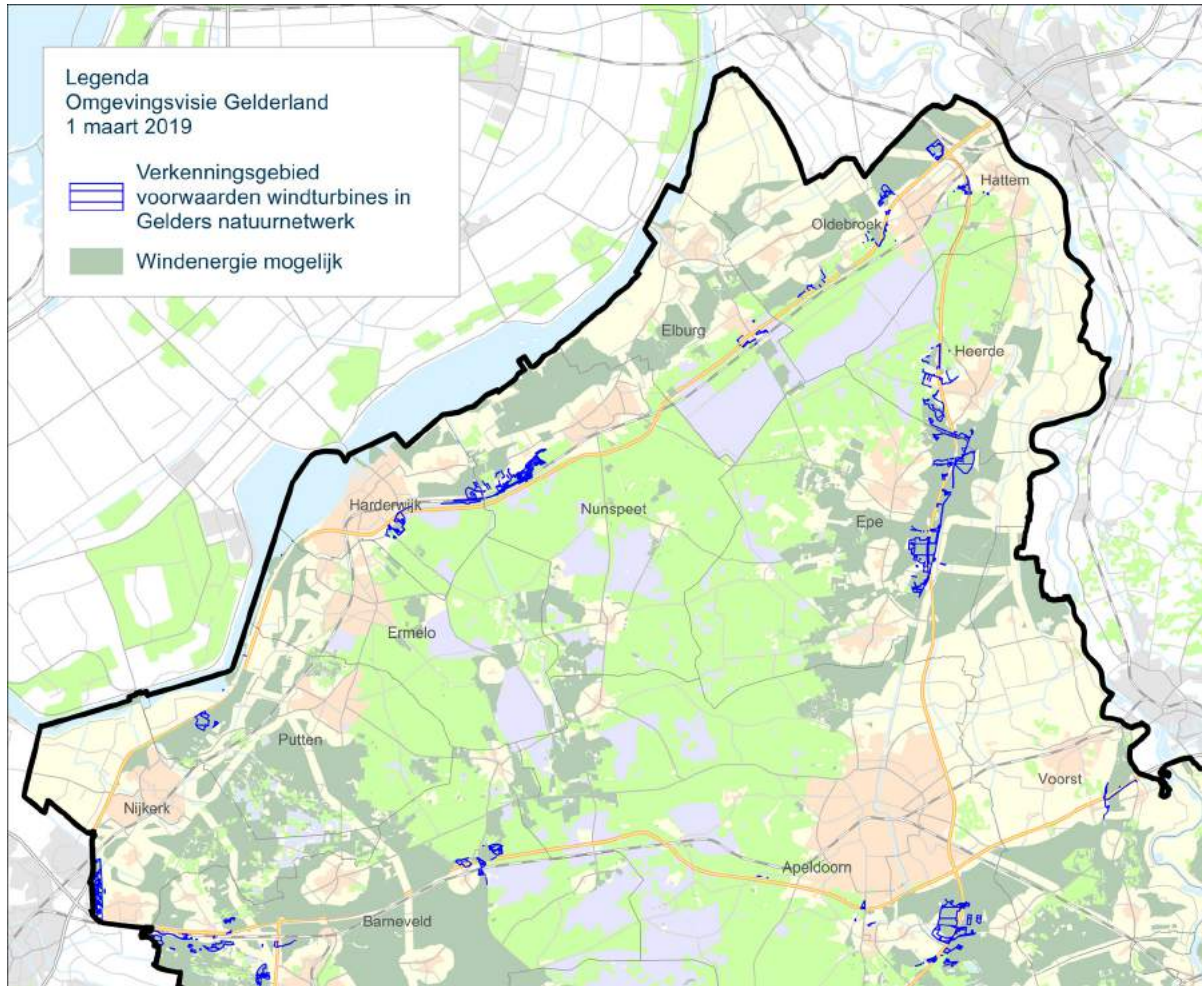 Legenda
Omgevingsvisie Gelderland
1 maart 2019
Verkenningsgebied
voorwaarden windturbines in
Gelders natuurnetwerk
Windenergie mogelijk
Hattem
Oldebroek
Elburg
Heerde
Harderwijk
Nunspeet
Epe
Ermelo
Putten
Voorst
Nijkerk
Apeldoorn
Barneveld